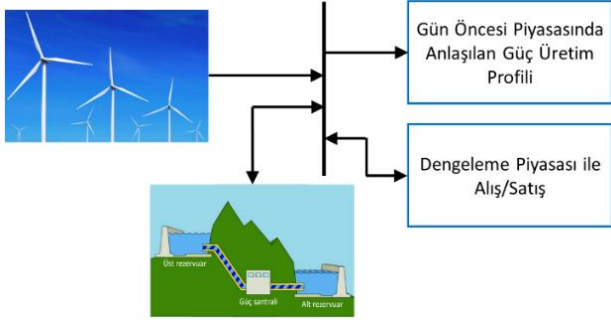 Gün Öncesi Piyasasında
Anlaşılan Güç Üretim
Profili
Dengeleme Piyasası ile
Alış/Satış
Üst rezervuar
Güç santrali
Alt rezervuar